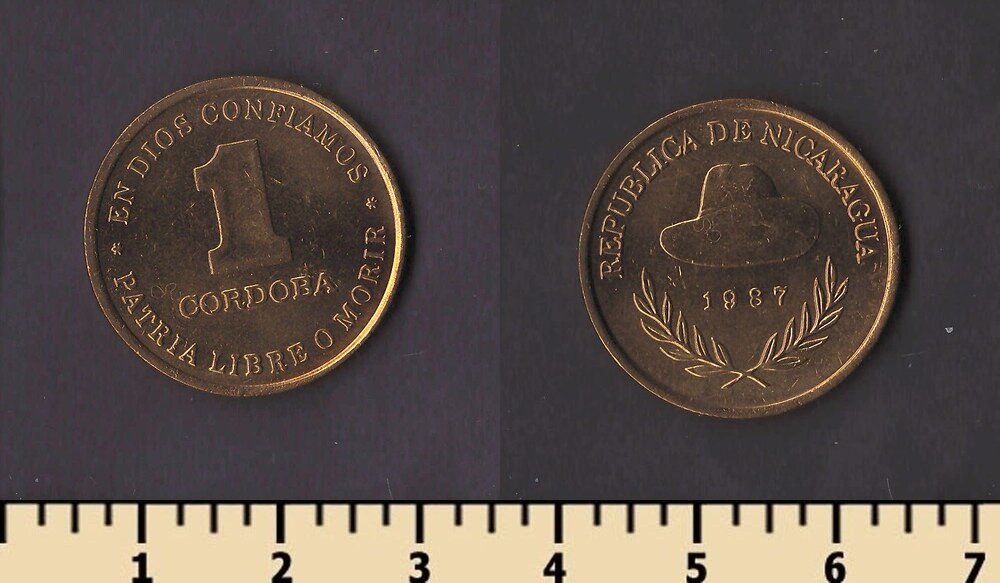 * EN DIOS CONFIAMOS *
1
CORDOBA
PATRIA LIBRE O MORIR
REPUBLICA DE NICARAGUA
1987
1 2 3 4 5 6 7